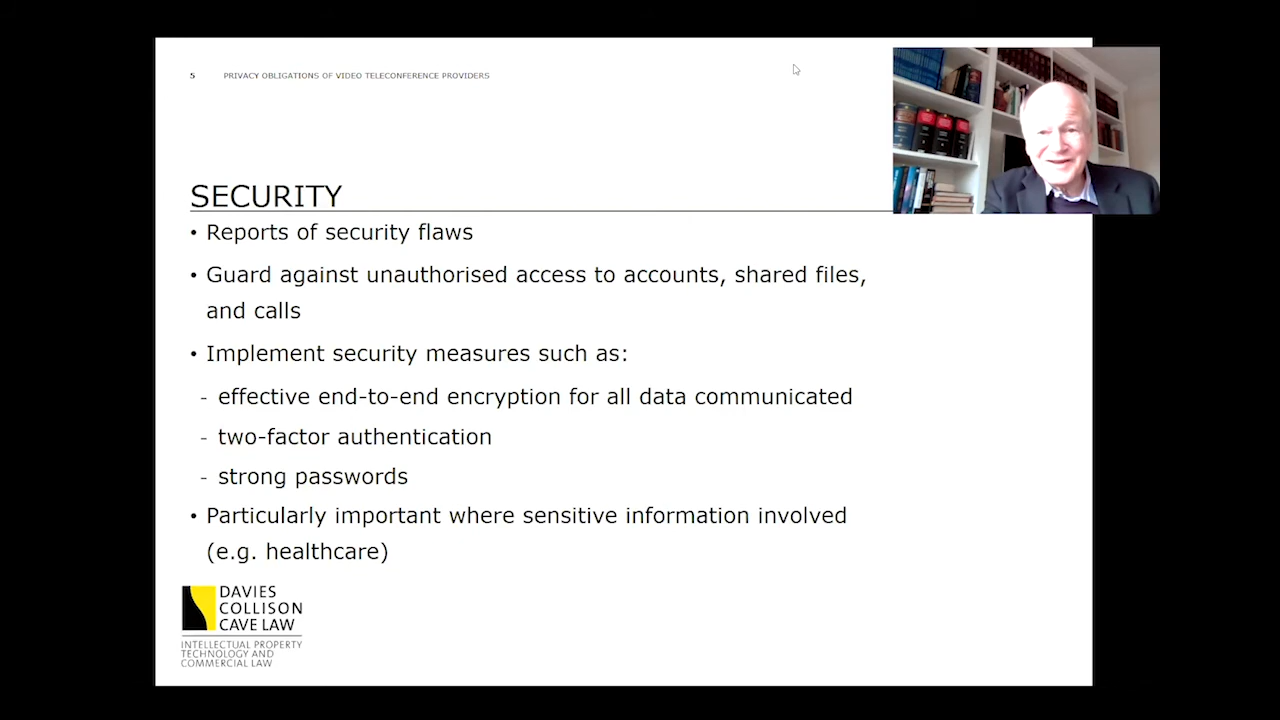 5 PRIVACY OBLIGATIONS OF VIDEO TELECONFERENCE PROVIDERS
SECURITY
• Reports of security flaws
• Guard against unauthorised access to accounts, shared files,
and calls
• Implement security measures such as:
- effective end-to-end encryption for all data communicated
- two-factor authentication
- strong passwords
• Particularly important where sensitive information involved
(e.g. healthcare)
DAVIES
COLLISON
CAVE LAW
INTELLECTUAL PROPERTY
TECHNOLOGY AND
COMMERCIAL LAW